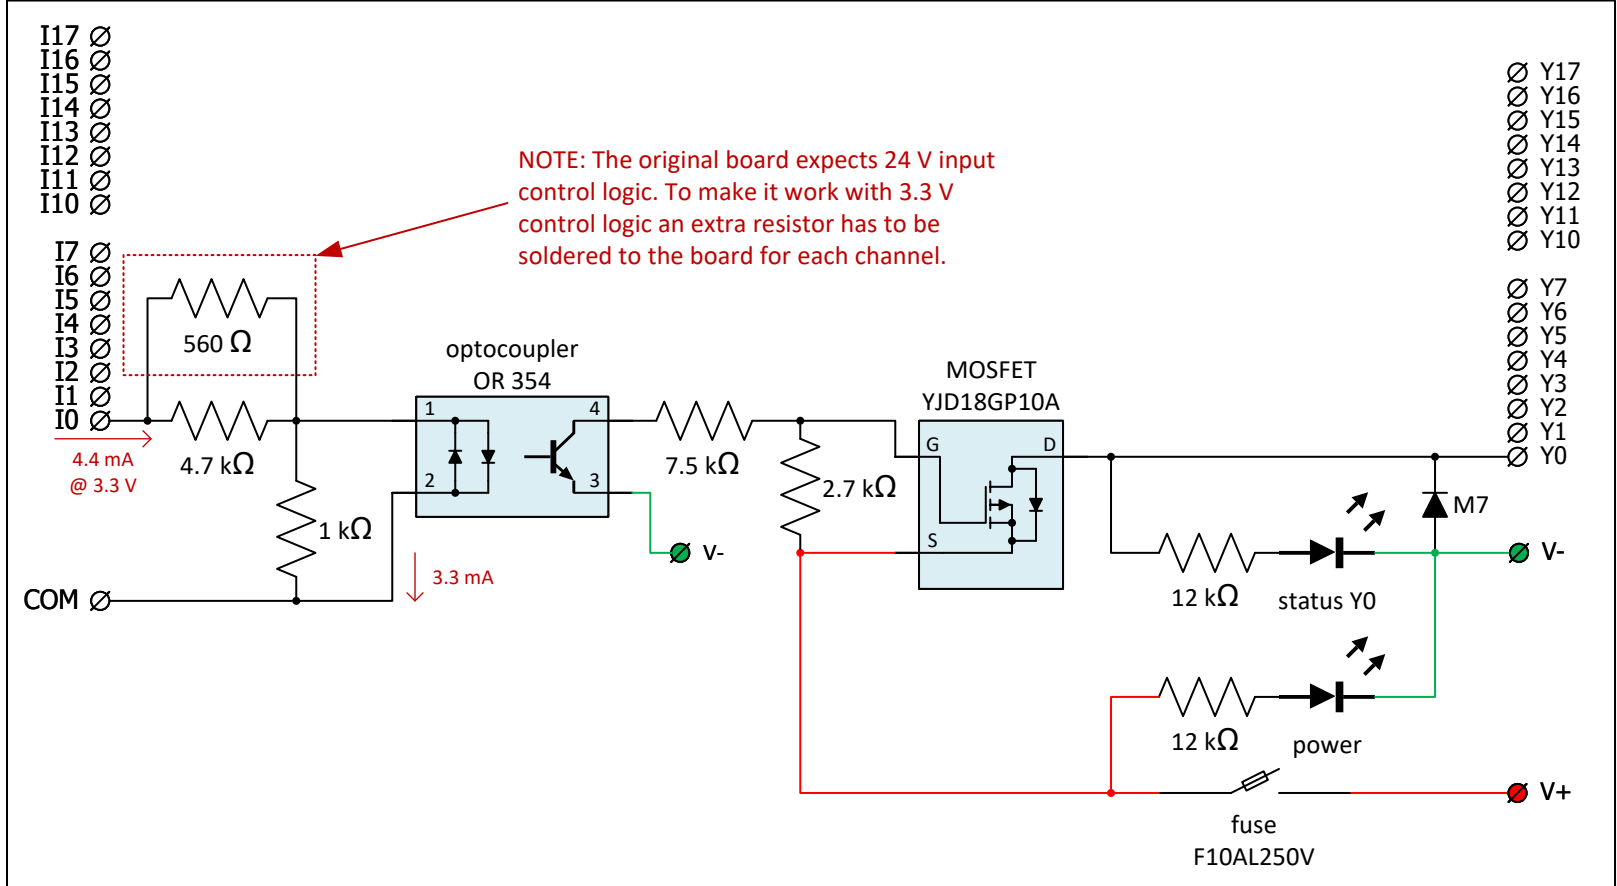 I17
I16
I15
I14
I13
I12
I11
I10
I7
I6
I5
I4
I3
I2
I1
I0
COM
4.4 mA
@ 3.3 V
560 Ω
4.7 kΩ
1 kΩ
3.3 mA
NOTE: The original board expects 24 V input
control logic. To make it work with 3.3 V
control logic an extra resistor has to be
soldered to the board for each channel.
optocoupler
OR 354
1
4
2
3
7.5 kΩ
2.7 kΩ
V-
MOSFET
YJD18GP10A
G
D
S
M7
12 kΩ
status Y0
12 kΩ
power
fuse
F10AL250V
Y17
Y16
Y15
Y14
Y13
Y12
Y11
Y10
Y7
Y6
Y5
Y4
Y3
Y2
Y1
Y0
V-
V+